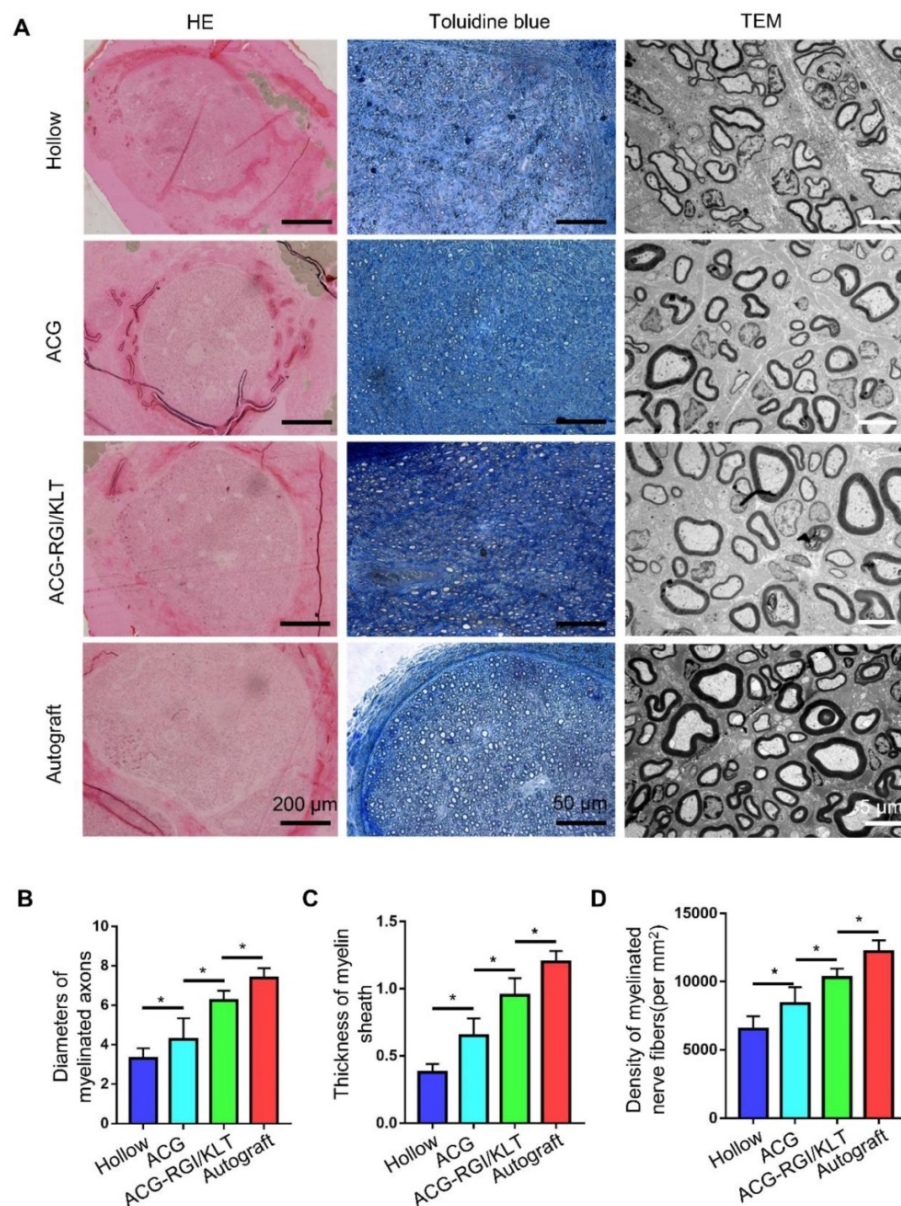 A
HE
Toluidine blue
TEM
Hollow
ACG
ACG-RGI/KLT
Autograft
200 µm
50 µm
5 µm
B
Diameters of
myelinated axons
8
6
4
2
0
*
*
*
Hollow
ACG
ACG-RGI/KLT
Autograft
C
Thickness of myelin
sheath
1.5
1.0
0.5
0.0
*
*
*
Hollow
ACG
ACG-RGI/KLT
Autograft
D
Density of myelinated
nerve fibers(per mm²)
15000
10000
5000
0
*
*
*
Hollow
ACG
ACG-RGI/KLT
Autograft